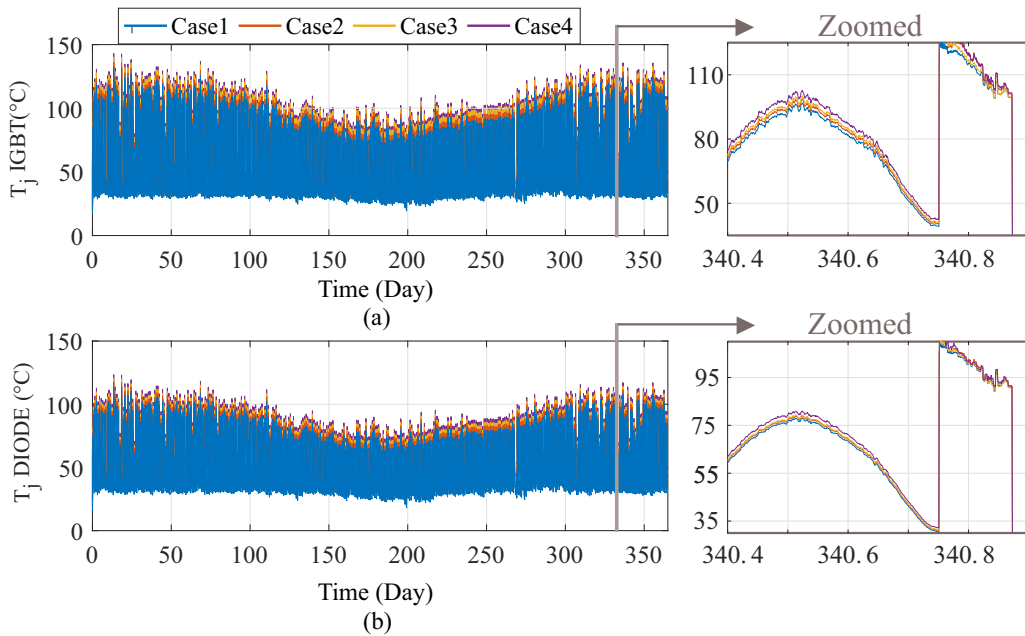 Case1 Case2 Case3 Case4
Zoomed
T_j IGBT(°C)
150
100
50
0
0 50 100 150 200 250 300 350
Time (Day)
110
80
50
340.4 340.6 340.8
(a)
Zoomed
T_j DIODE (°C)
150
100
50
0
0 50 100 150 200 250 300 350
Time (Day)
95
75
55
35
340.4 340.6 340.8
(b)